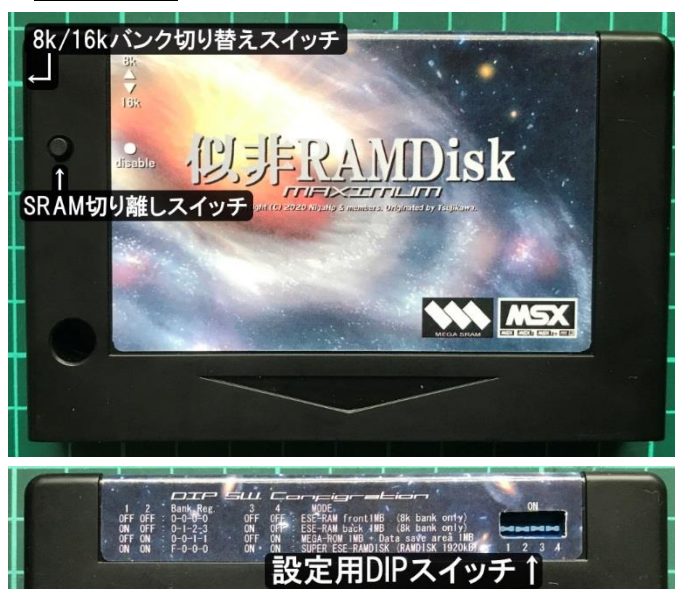 8k/16kバンク切り替えスイッチ
8k
16k
disable
似非RAMDisk
MAXIMUM
SRAM切り離しスイッチ
ght (C) 2020 NigaHo & members. Originated by Tsujikawa.
MEGA-SRAM
MSX
DIP S.W. Configration
1 2 Bank Reg. 3 4 MODE ON
OFF OFF : 0-0-0-0 OFF OFF : ESE-RAM front 1MB (8k bank only)
ON OFF : 0-1-2-3 ON OFF : ESE-RAM back 1MB (8k bank only)
OFF ON : 0-0-1-1 OFF ON : MEGA-ROM 1MB + Data save area 1MB
ON ON : F-0-0-0 ON ON : SUPER ESE-RAMDISK (RAMDISK 1920kB)
1 2 3 4
設定用DIPスイッチ